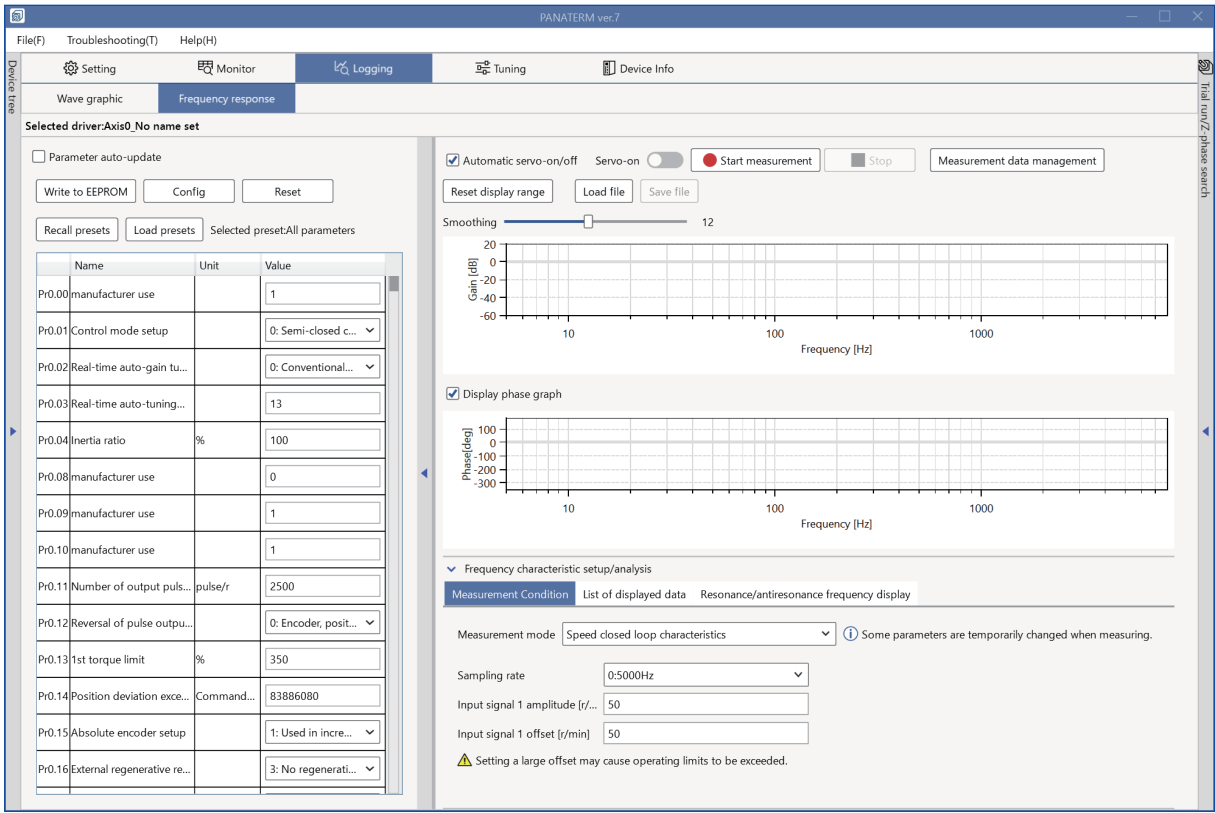 PANATERM ver.7
File(F) Troubleshooting(T) Help(H)
Device tree
Setting Monitor Logging Tuning Device Info
Trial run/Z-phase search
Wave graphic Frequency response
Selected driver:Axis0_No name set
Parameter auto-update
Write to EEPROM Config Reset
Recall presets Load presets Selected preset:All parameters
Name Unit Value
Pr0.00 manufacturer use 1
Pr0.01 Control mode setup 0: Semi-closed c...
Pr0.02 Real-time auto-gain tu... 0: Conventional...
Pr0.03 Real-time auto-tuning... 13
Pr0.04 Inertia ratio % 100
Pr0.08 manufacturer use 0
Pr0.09 manufacturer use 1
Pr0.10 manufacturer use 1
Pr0.11 Number of output puls... pulse/r 2500
Pr0.12 Reversal of pulse outpu... 0: Encoder, posit...
Pr0.13 1st torque limit % 350
Pr0.14 Position deviation exce... Command... 83886080
Pr0.15 Absolute encoder setup 1: Used in incre...
Pr0.16 External regenerative re... 3: No regenerati...
Automatic servo-on/off Servo-on Start measurement Stop Measurement data management
Reset display range Load file Save file
Smoothing 12
Gain [dB]
20
0
-20
-40
-60
10 100 1000
Frequency [Hz]
Display phase graph
Phase[deg]
100
0
-100
-200
-300
10 100 1000
Frequency [Hz]
Frequency characteristic setup/analysis
Measurement Condition List of displayed data Resonance/antiresonance frequency display
Measurement mode Speed closed loop characteristics Some parameters are temporarily changed when measuring.
Sampling rate 0:5000Hz
Input signal 1 amplitude [r/... 50
Input signal 1 offset [r/min] 50
Setting a large offset may cause operating limits to be exceeded.